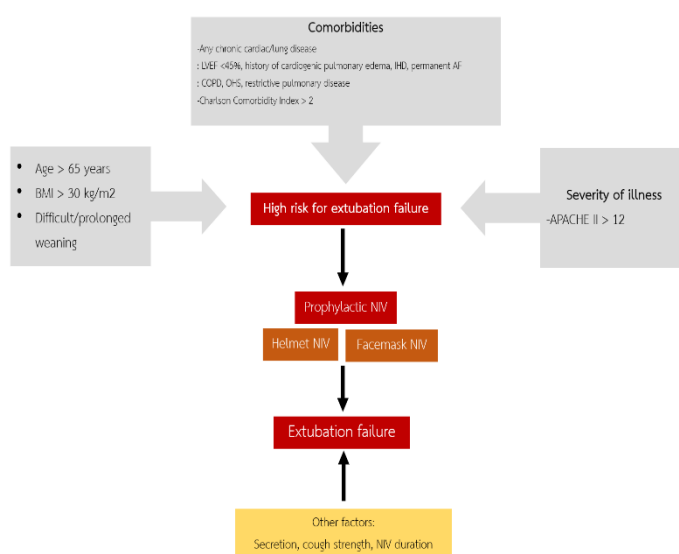 Comorbidities
-Any chronic cardiac/lung disease
: LVEF <45%, history of cardiogenic pulmonary edema, IHD, permanent AF
: COPD, OHS, restrictive pulmonary disease
-Charlson Comorbidity Index > 2
• Age > 65 years
• BMI > 30 kg/m2
• Difficult/prolonged
weaning
High risk for extubation failure
Severity of illness
-APACHE II > 12
Prophylactic NIV
Helmet NIV
Facemask NIV
Extubation failure
Other factors:
Secretion, cough strength, NIV duration